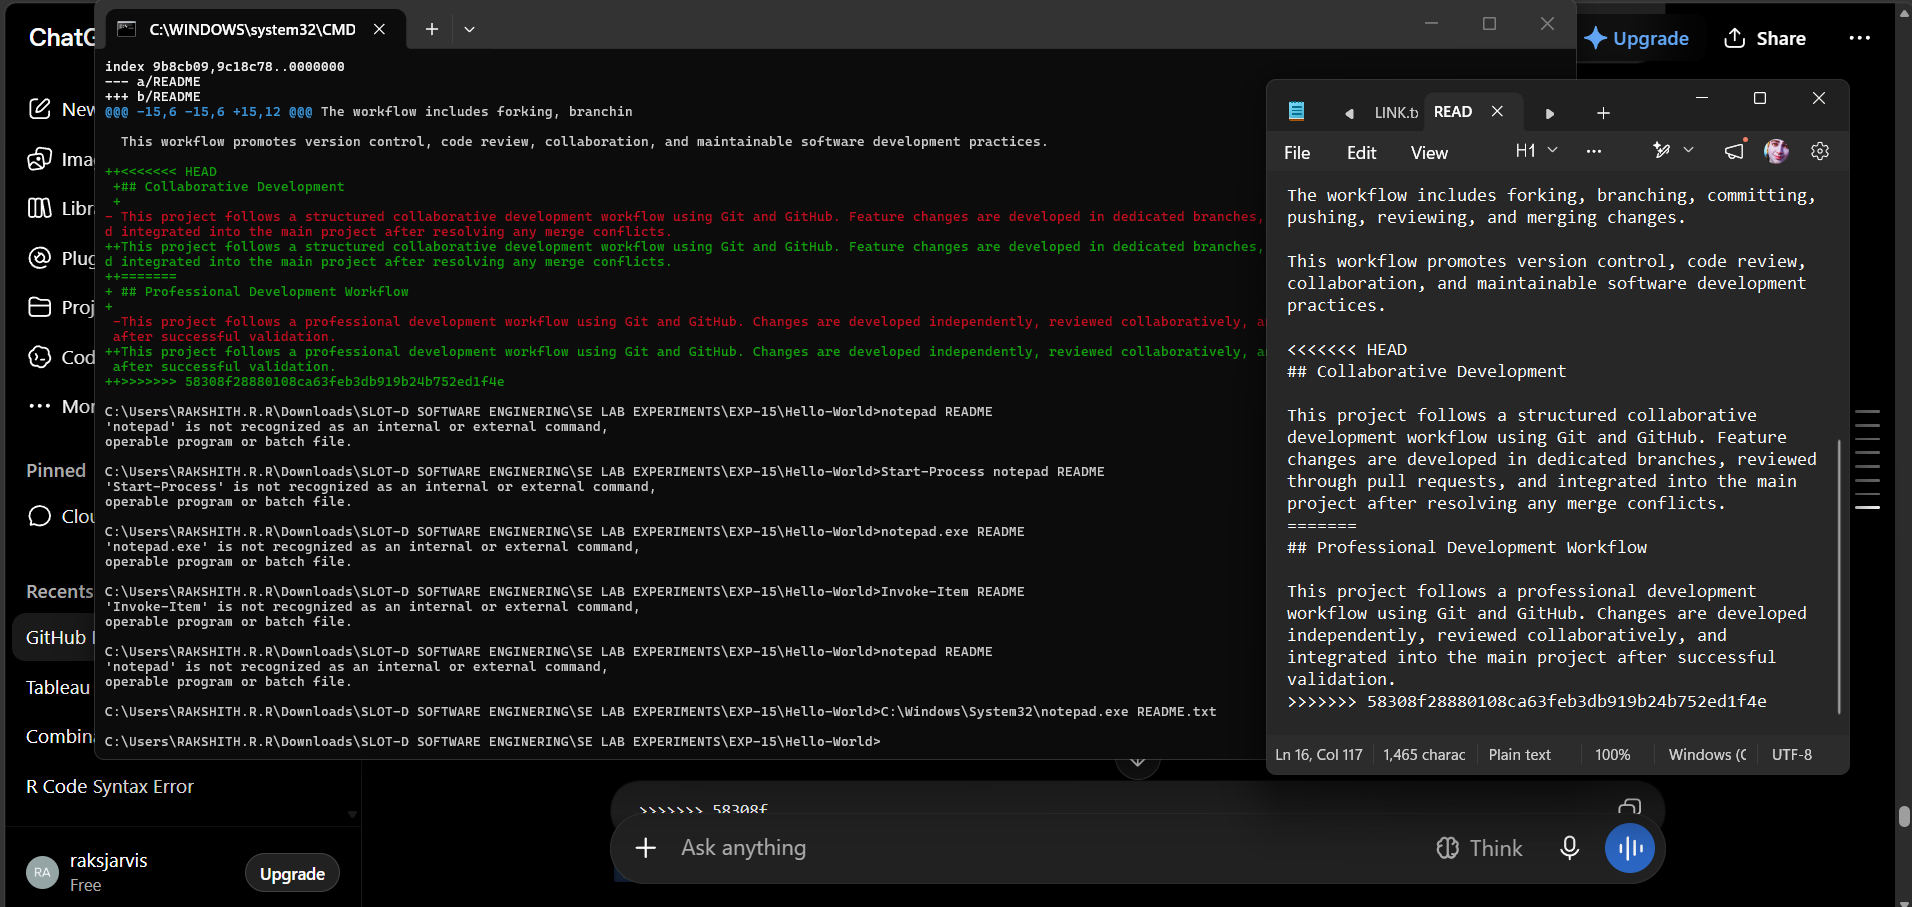 ChatG
New
Ima
Libr
Plug
Proj
Cod
Mor
Pinned
Clou
Recents
GitHub
Tableau
Combina
R Code Syntax Error
RA
raksjarvis
Free
Upgrade
C:\WINDOWS\system32\CMD
index 9b8cb09,9c18c78..0000000
--- a/README
+++ b/README
@@@ -15,6 -15,6 +15,12 @@@ The workflow includes forking, branchin
This workflow promotes version control, code review, collaboration, and maintainable software development practices.
++<<<<<<< HEAD
+## Collaborative Development
+
- This project follows a structured collaborative development workflow using Git and GitHub. Feature changes are developed in dedicated branches,
d integrated into the main project after resolving any merge conflicts.
++This project follows a structured collaborative development workflow using Git and GitHub. Feature changes are developed in dedicated branches,
d integrated into the main project after resolving any merge conflicts.
++=======
+ ## Professional Development Workflow
+
-This project follows a professional development workflow using Git and GitHub. Changes are developed independently, reviewed collaboratively, a
after successful validation.
++This project follows a professional development workflow using Git and GitHub. Changes are developed independently, reviewed collaboratively, a
after successful validation.
++>>>>>>> 58308f28880108ca63feb3db919b24b752ed1f4e
C:\Users\RAKSHITH.R.R\Downloads\SLOT-D SOFTWARE ENGINERING\SE LAB EXPERIMENTS\EXP-15\Hello-World>notepad README
'notepad' is not recognized as an internal or external command,
operable program or batch file.
C:\Users\RAKSHITH.R.R\Downloads\SLOT-D SOFTWARE ENGINERING\SE LAB EXPERIMENTS\EXP-15\Hello-World>Start-Process notepad README
'Start-Process' is not recognized as an internal or external command,
operable program or batch file.
C:\Users\RAKSHITH.R.R\Downloads\SLOT-D SOFTWARE ENGINERING\SE LAB EXPERIMENTS\EXP-15\Hello-World>notepad.exe README
'notepad.exe' is not recognized as an internal or external command,
operable program or batch file.
C:\Users\RAKSHITH.R.R\Downloads\SLOT-D SOFTWARE ENGINERING\SE LAB EXPERIMENTS\EXP-15\Hello-World>Invoke-Item README
'Invoke-Item' is not recognized as an internal or external command,
operable program or batch file.
C:\Users\RAKSHITH.R.R\Downloads\SLOT-D SOFTWARE ENGINERING\SE LAB EXPERIMENTS\EXP-15\Hello-World>notepad README
'notepad' is not recognized as an internal or external command,
operable program or batch file.
C:\Users\RAKSHITH.R.R\Downloads\SLOT-D SOFTWARE ENGINERING\SE LAB EXPERIMENTS\EXP-15\Hello-World>C:\Windows\System32\notepad.exe README.txt
C:\Users\RAKSHITH.R.R\Downloads\SLOT-D SOFTWARE ENGINERING\SE LAB EXPERIMENTS\EXP-15\Hello-World>
Upgrade
Share
LINK.t
READ
File Edit View H1
The workflow includes forking, branching, committing,
pushing, reviewing, and merging changes.
This workflow promotes version control, code review,
collaboration, and maintainable software development
practices.
<<<<<<< HEAD
## Collaborative Development
This project follows a structured collaborative
development workflow using Git and GitHub. Feature
changes are developed in dedicated branches, reviewed
through pull requests, and integrated into the main
project after resolving any merge conflicts.
=======
## Professional Development Workflow
This project follows a professional development
workflow using Git and GitHub. Changes are developed
independently, reviewed collaboratively, and
integrated into the main project after successful
validation.
>>>>>>> 58308f28880108ca63feb3db919b24b752ed1f4e
Ln 16, Col 117 1,465 charac Plain text 100% Windows (C UTF-8
>>>>>>> 58308f
Ask anything
Think